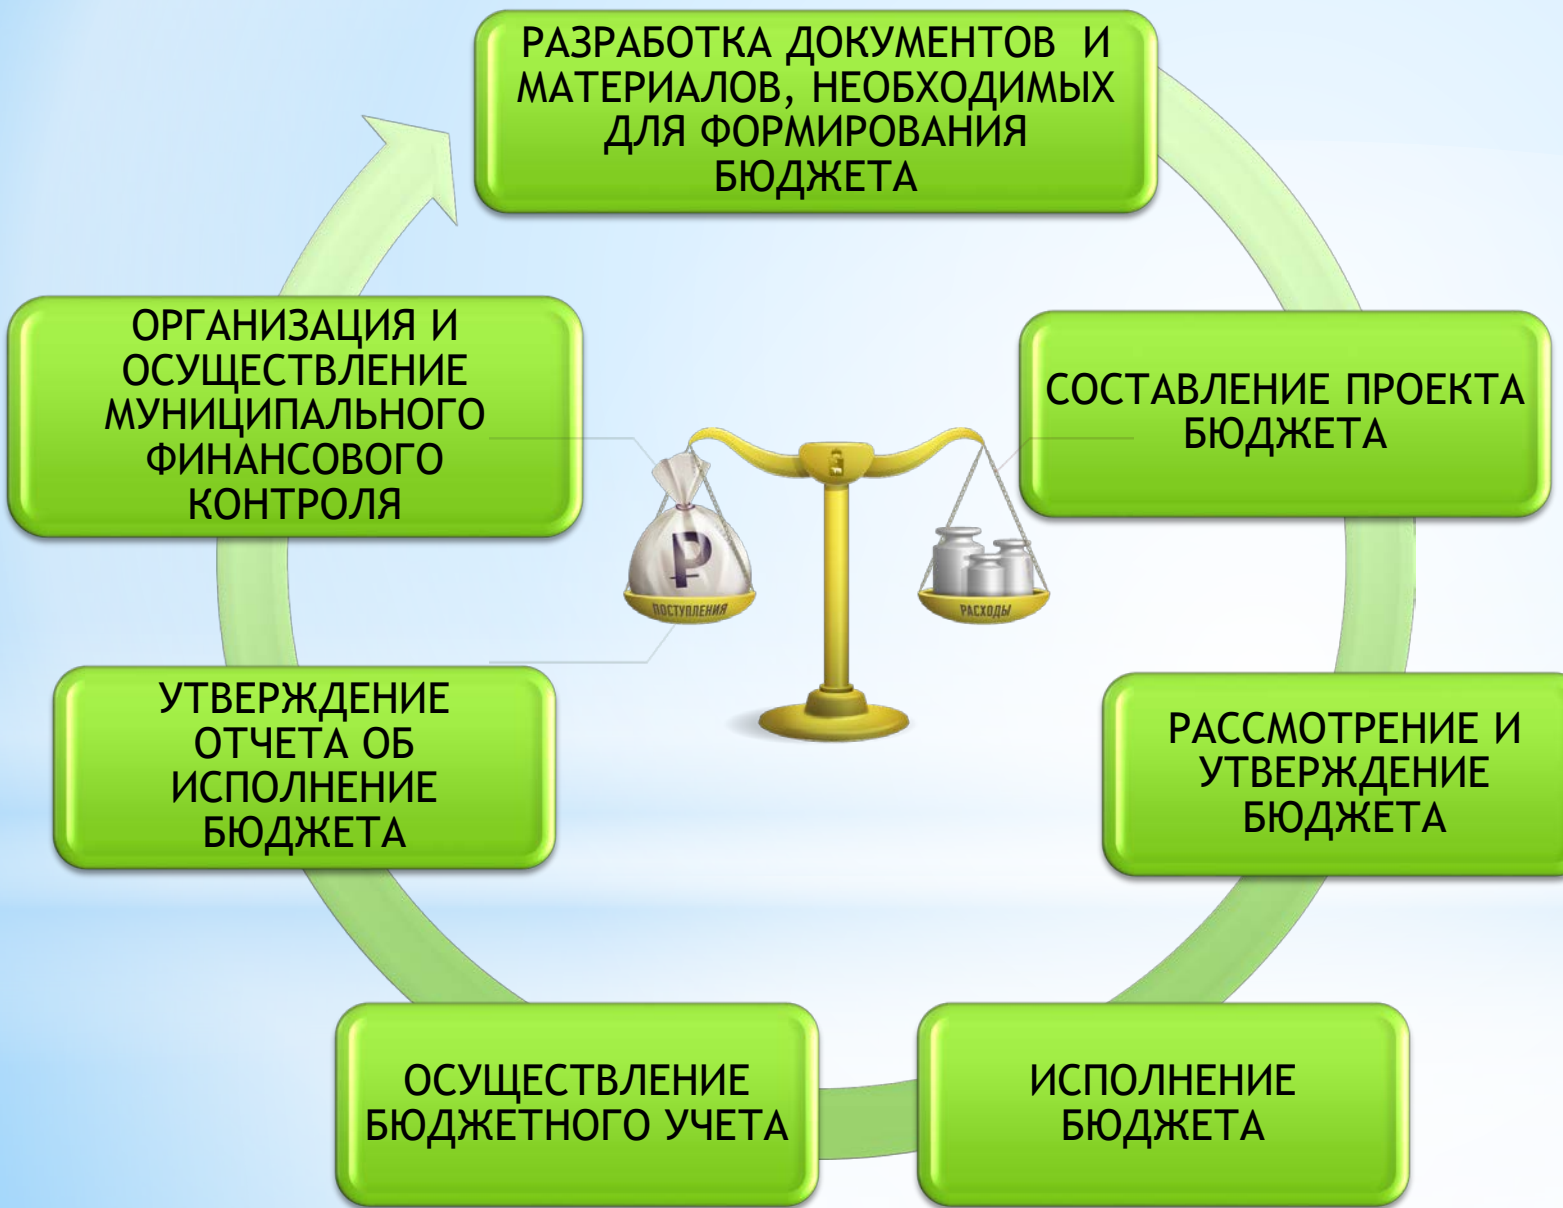 РАЗРАБОТКА ДОКУМЕНТОВ И
МАТЕРИАЛОВ, НЕОБХОДИМЫХ
ДЛЯ ФОРМИРОВАНИЯ
БЮДЖЕТА
СОСТАВЛЕНИЕ ПРОЕКТА
БЮДЖЕТА
РАССМОТРЕНИЕ И
УТВЕРЖДЕНИЕ
БЮДЖЕТА
ИСПОЛНЕНИЕ
БЮДЖЕТА
ОСУЩЕСТВЛЕНИЕ
БЮДЖЕТНОГО УЧЕТА
УТВЕРЖДЕНИЕ
ОТЧЕТА ОБ
ИСПОЛНЕНИЕ
БЮДЖЕТА
ОРГАНИЗАЦИЯ И
ОСУЩЕСТВЛЕНИЕ
МУНИЦИПАЛЬНОГО
ФИНАНСОВОГО
КОНТРОЛЯ
₽
ПОСТУПЛЕНИЯ
РАСХОДЫ